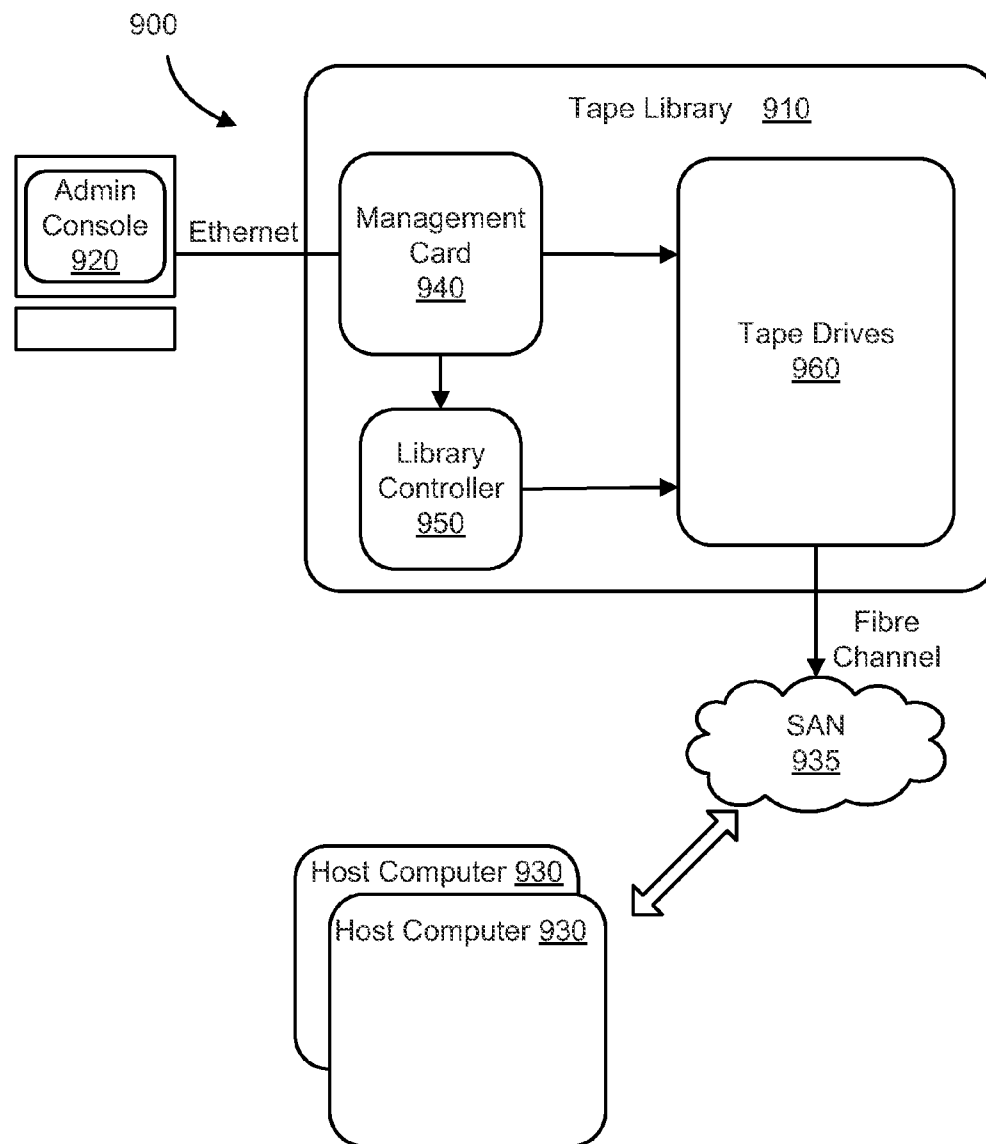 900
Tape Library 910
Admin
Console
920
Ethernet
Management
Card
940
Tape Drives
960
Library
Controller
950
Fibre
Channel
SAN
935
Host Computer 930
Host Computer 930